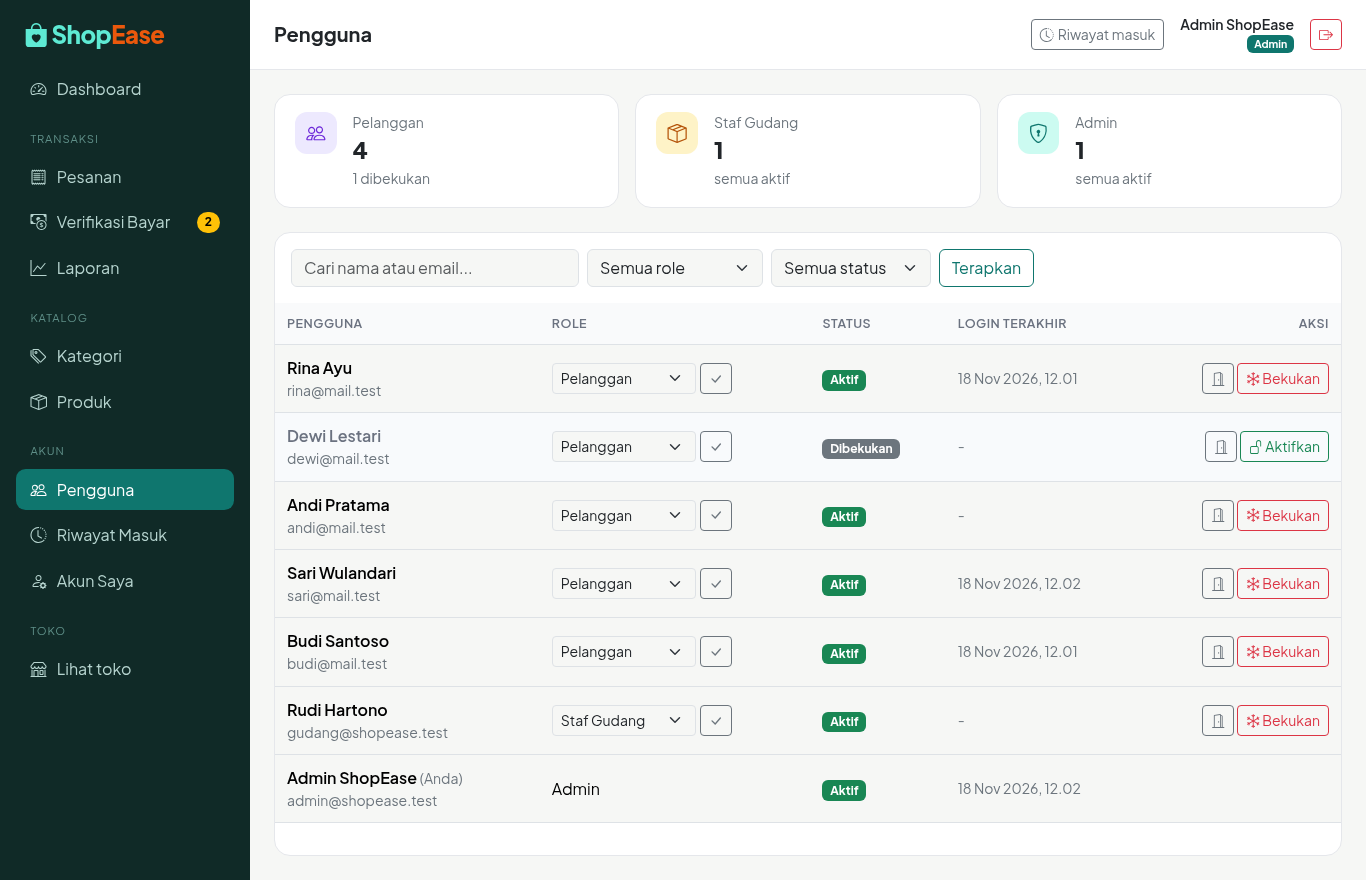 ShopEase
Dashboard
TRANSAKSI
Pesanan
Verifikasi Bayar 2
Laporan
KATALOG
Kategori
Produk
AKUN
Pengguna
Riwayat Masuk
Akun Saya
TOKO
Lihat toko
Pengguna
Riwayat masuk
Admin ShopEase
Admin
Pelanggan
4
1 dibekukan
Staf Gudang
1
semua aktif
Admin
1
semua aktif
Cari nama atau email... Semua role Semua status Terapkan
PENGGUNA ROLE STATUS LOGIN TERAKHIR AKSI
Rina Ayu
rina@mail.test
Pelanggan Aktif 18 Nov 2026, 12.01 Bekukan
Dewi Lestari
dewi@mail.test
Pelanggan Dibekukan - Aktifkan
Andi Pratama
andi@mail.test
Pelanggan Aktif - Bekukan
Sari Wulandari
sari@mail.test
Pelanggan Aktif 18 Nov 2026, 12.02 Bekukan
Budi Santoso
budi@mail.test
Pelanggan Aktif 18 Nov 2026, 12.01 Bekukan
Rudi Hartono
gudang@shopease.test
Staf Gudang Aktif - Bekukan
Admin ShopEase (Anda)
admin@shopease.test
Admin Aktif 18 Nov 2026, 12.02